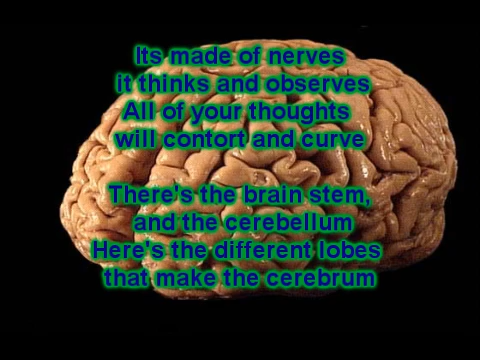 Its made of nerves
it thinks and observes
All of your thoughts
will contort and curve
There's the brain stem,
and the cerebellum
Here's the different lobes
that make the cerebrum